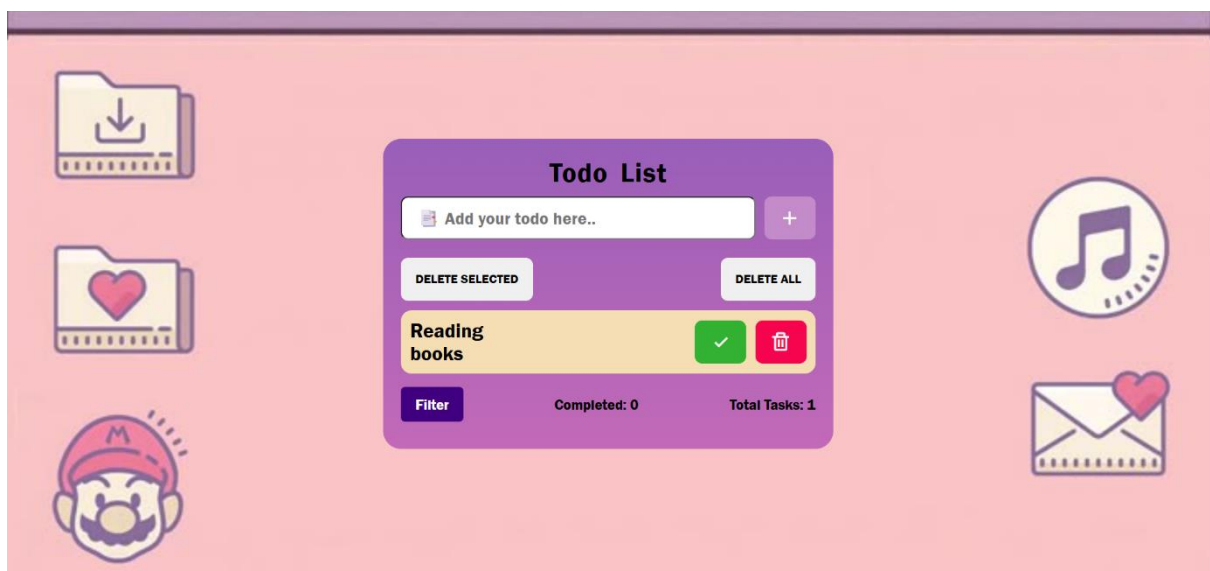 Todo List
Add your todo here..
+
DELETE SELECTED
DELETE ALL
Reading
books
Filter
Completed: 0
Total Tasks: 1
M